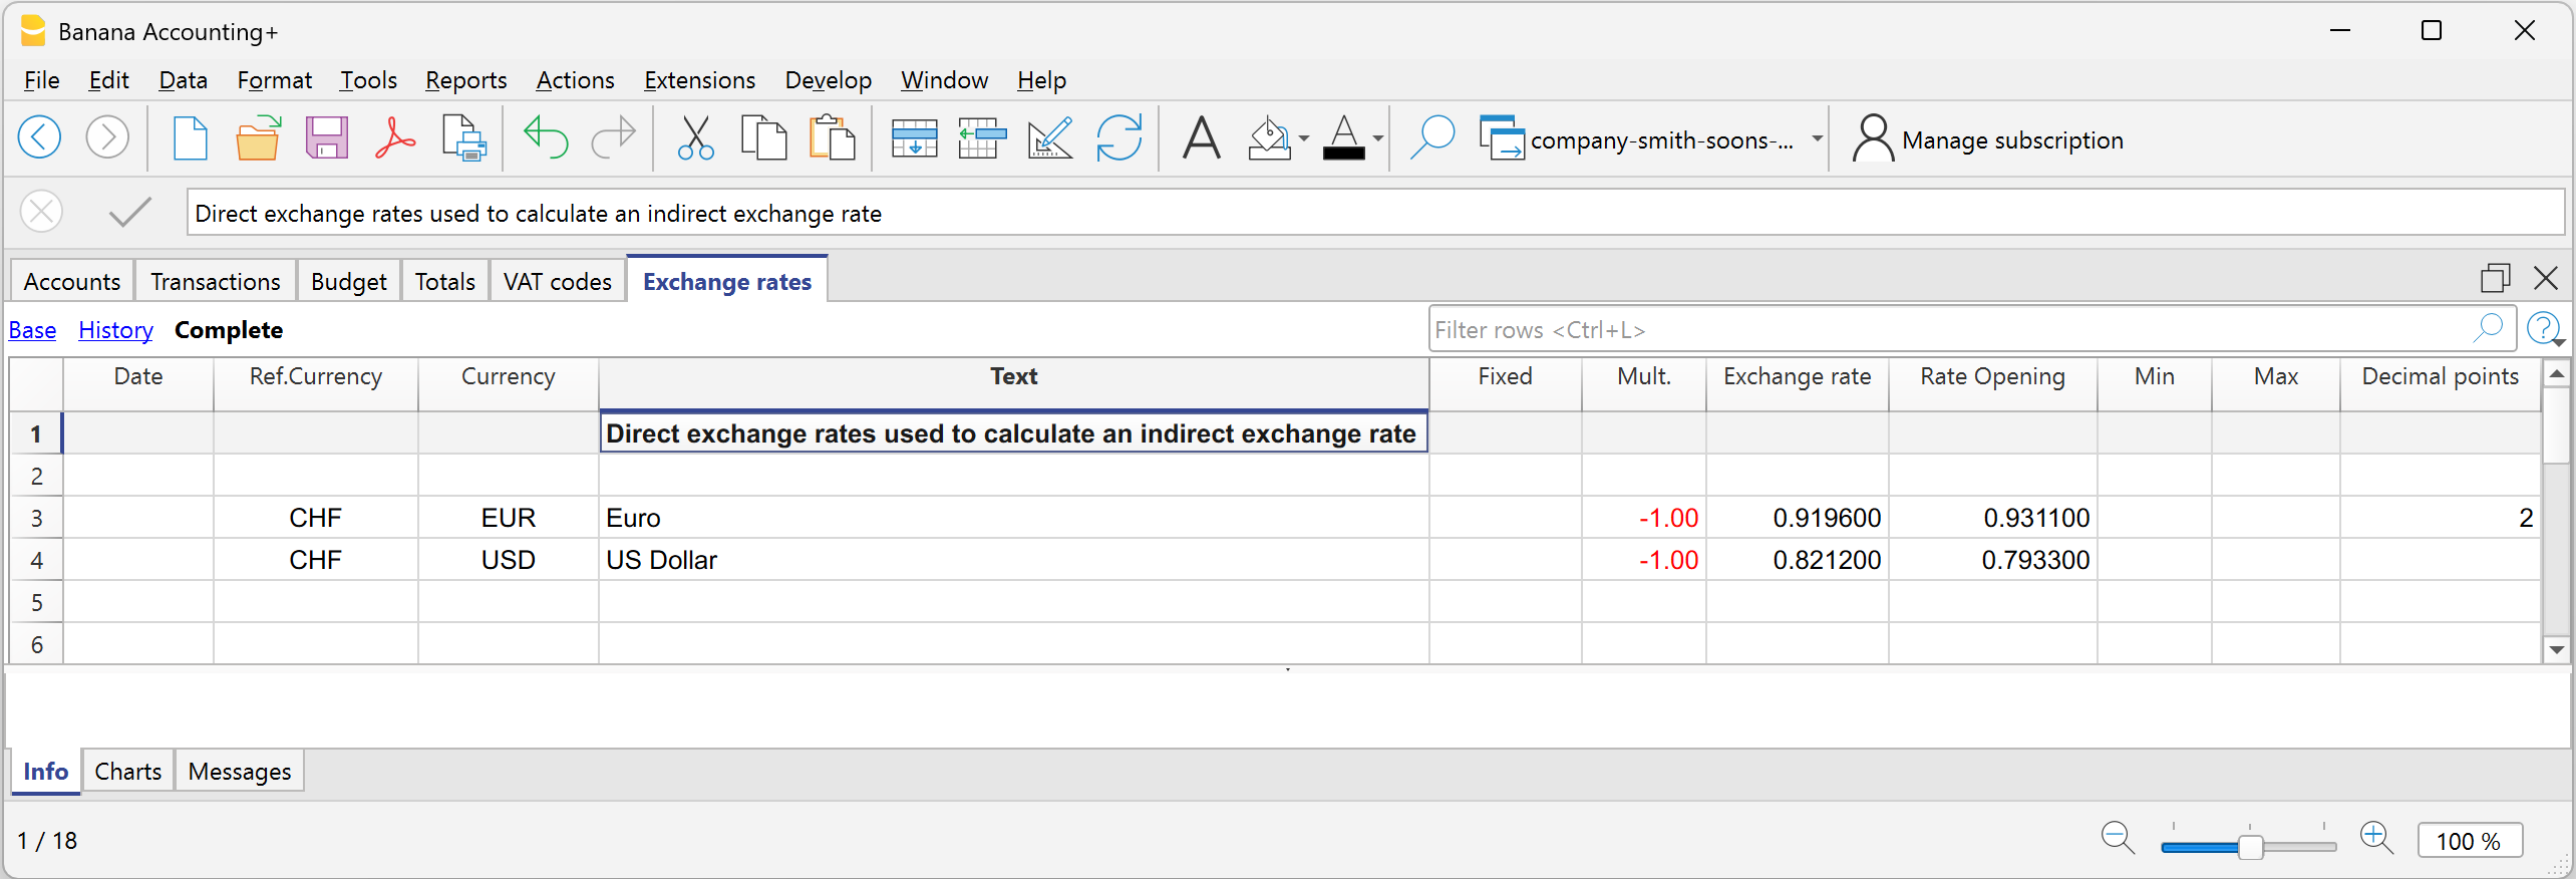 Banana Accounting+
File Edit Data Format Tools Reports Actions Extensions Develop Window Help
company-smith-soons-... Manage subscription
Direct exchange rates used to calculate an indirect exchange rate
Accounts Transactions Budget Totals VAT codes Exchange rates
Base History Complete Filter rows <Ctrl+L>
Date Ref.Currency Currency Text Fixed Mult. Exchange rate Rate Opening Min Max Decimal points
1 Direct exchange rates used to calculate an indirect exchange rate
2
3 CHF EUR Euro -1.00 0.919600 0.931100 2
4 CHF USD US Dollar -1.00 0.821200 0.793300
5
6
Info Charts Messages
1 / 18 100 %